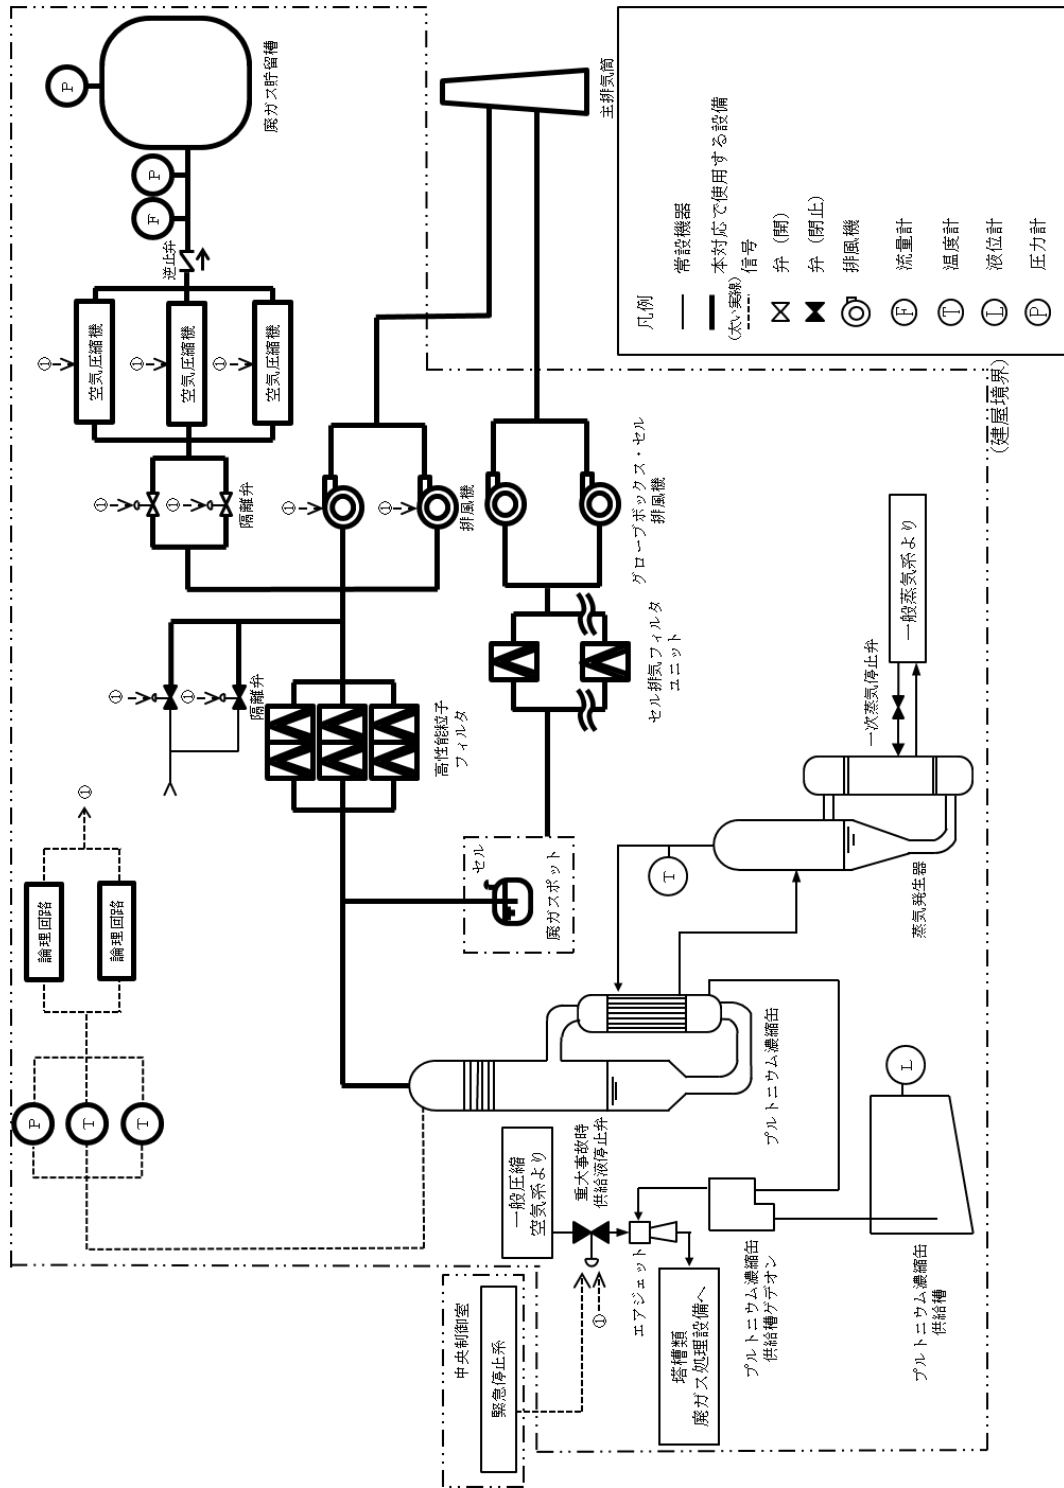 中央制御室
緊急停止系
一般圧縮
空気系より
重大事故時
供給液停止弁
①
エアジェット
塔槽類
廃ガス処理設備へ
プルトニウム濃縮缶
供給槽ゲデオン
プルトニウム濃縮缶
供給槽
L
プルトニウム濃縮缶
P
T
T
論理回路
論理回路
①
セル
廃ガスポット
T
蒸気発生器
一次蒸気停止弁
一般蒸気系より
高性能粒子
フィルタ
①
①
隔離弁
セル排気フィルタ
ユニット
グローブボックス・セル
排風機
①
①
排風機
①
①
隔離弁
①
空気圧縮機
①
空気圧縮機
①
空気圧縮機
逆止弁
F
P
P
廃ガス貯留槽
主排気筒
(建屋境界)
凡例
常設機器
本対応で使用する設備
(太い実線)
信号
弁 (開)
弁 (閉止)
排風機
F 流量計
T 温度計
L 液位計
P 圧力計